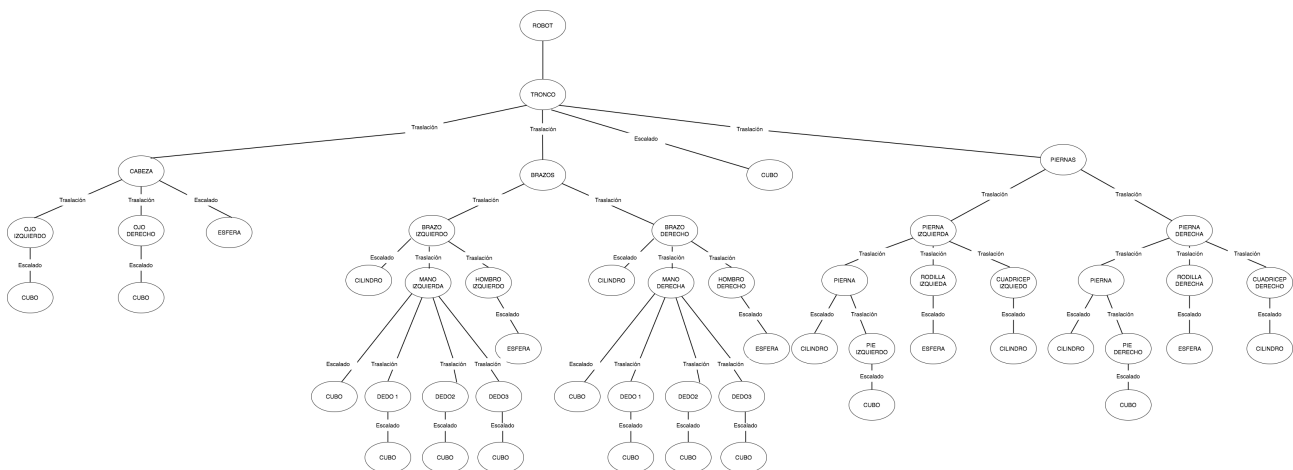 ROBOT
TRONCO
Traslación
Traslación
Escalado
Traslación
CABEZA
BRAZOS
CUBO
PIERNAS
Traslación
Traslación
Escalado
Traslación
Traslación
Traslación
Traslación
OJO
IZQUIERDO
OJO
DERECHO
ESFERA
BRAZO
IZQUIERDO
BRAZO
DERECHO
PIERNA
IZQUIERDA
PIERNA
DERECHA
Escalado
Escalado
Escalado
Traslación
Traslación
Escalado
Traslación
Traslación
Traslación
Traslación
Traslación
Traslación
Traslación
Traslación
CUBO
CUBO
CILINDRO
MANO
IZQUIERDA
HOMBRO
IZQUIERDO
CILINDRO
MANO
DERECHA
HOMBRO
DERECHO
PIERNA
RODILLA
IZQUIEDA
CUADRICEP
IZQUIEDO
PIERNA
RODILLA
DERECHA
CUADRICEP
DERECHO
Escalado
Escalado
Escalado
Traslación
Escalado
Escalado
Escalado
Traslación
Escalado
Escalado
ESFERA
ESFERA
CILINDRO
PIE
IZQUIERDO
ESFERA
CILINDRO
CILINDRO
PIE
DERECHO
ESFERA
CILINDRO
Escalado
Traslación
Traslación
Traslación
Escalado
Traslación
Traslación
Traslación
Escalado
Escalado
CUBO
DEDO 1
DEDO2
DEDO3
CUBO
DEDO 1
DEDO2
DEDO3
CUBO
CUBO
Escalado
Escalado
Escalado
Escalado
Escalado
Escalado
CUBO
CUBO
CUBO
CUBO
CUBO
CUBO